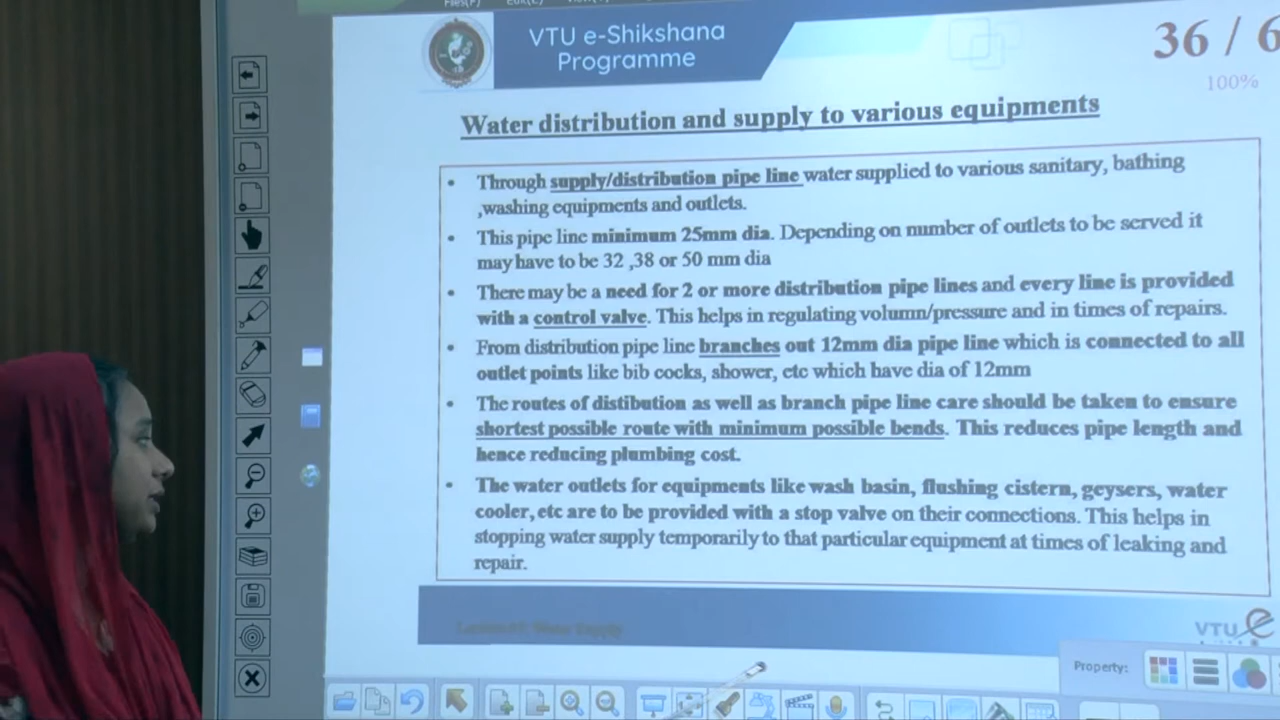 VTU e-Shikshana
Programme
36 / 6
100%
Water distribution and supply to various equipments
• Through supply/distribution pipe line water supplied to various sanitary, bathing
,washing equipments and outlets.
• This pipe line minimum 25mm dia. Depending on number of outlets to be served it
may have to be 32 ,38 or 50 mm dia
• There may be a need for 2 or more distribution pipe lines and every line is provided
with a control valve. This helps in regulating volumn/pressure and in times of repairs.
• From distribution pipe line branches out 12mm dia pipe line which is connected to all
outlet points like bib cocks, shower, etc which have dia of 12mm
• The routes of distibution as well as branch pipe line care should be taken to ensure
shortest possible route with minimum possible bends. This reduces pipe length and
hence reducing plumbing cost.
• The water outlets for equipments like wash basin, flushing cistern, geysers, water
cooler, etc are to be provided with a stop valve on their connections. This helps in
stopping water supply temporarily to that particular equipment at times of leaking and
repair.
Water Supply
VTU e
Property: